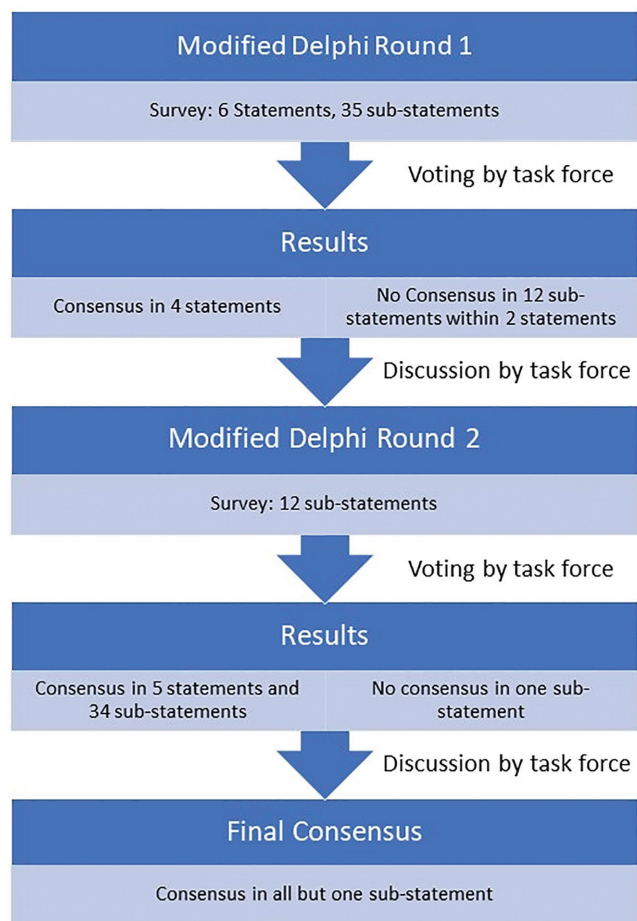 Modified Delphi Round 1
Survey: 6 Statements, 35 sub-statements
Voting by task force
Results
Consensus in 4 statements
No Consensus in 12 sub-
statements within 2 statements
Discussion by task force
Modified Delphi Round 2
Survey: 12 sub-statements
Voting by task force
Results
Consensus in 5 statements and
34 sub-statements
No consensus in one sub-
statement
Discussion by task force
Final Consensus
Consensus in all but one sub-statement